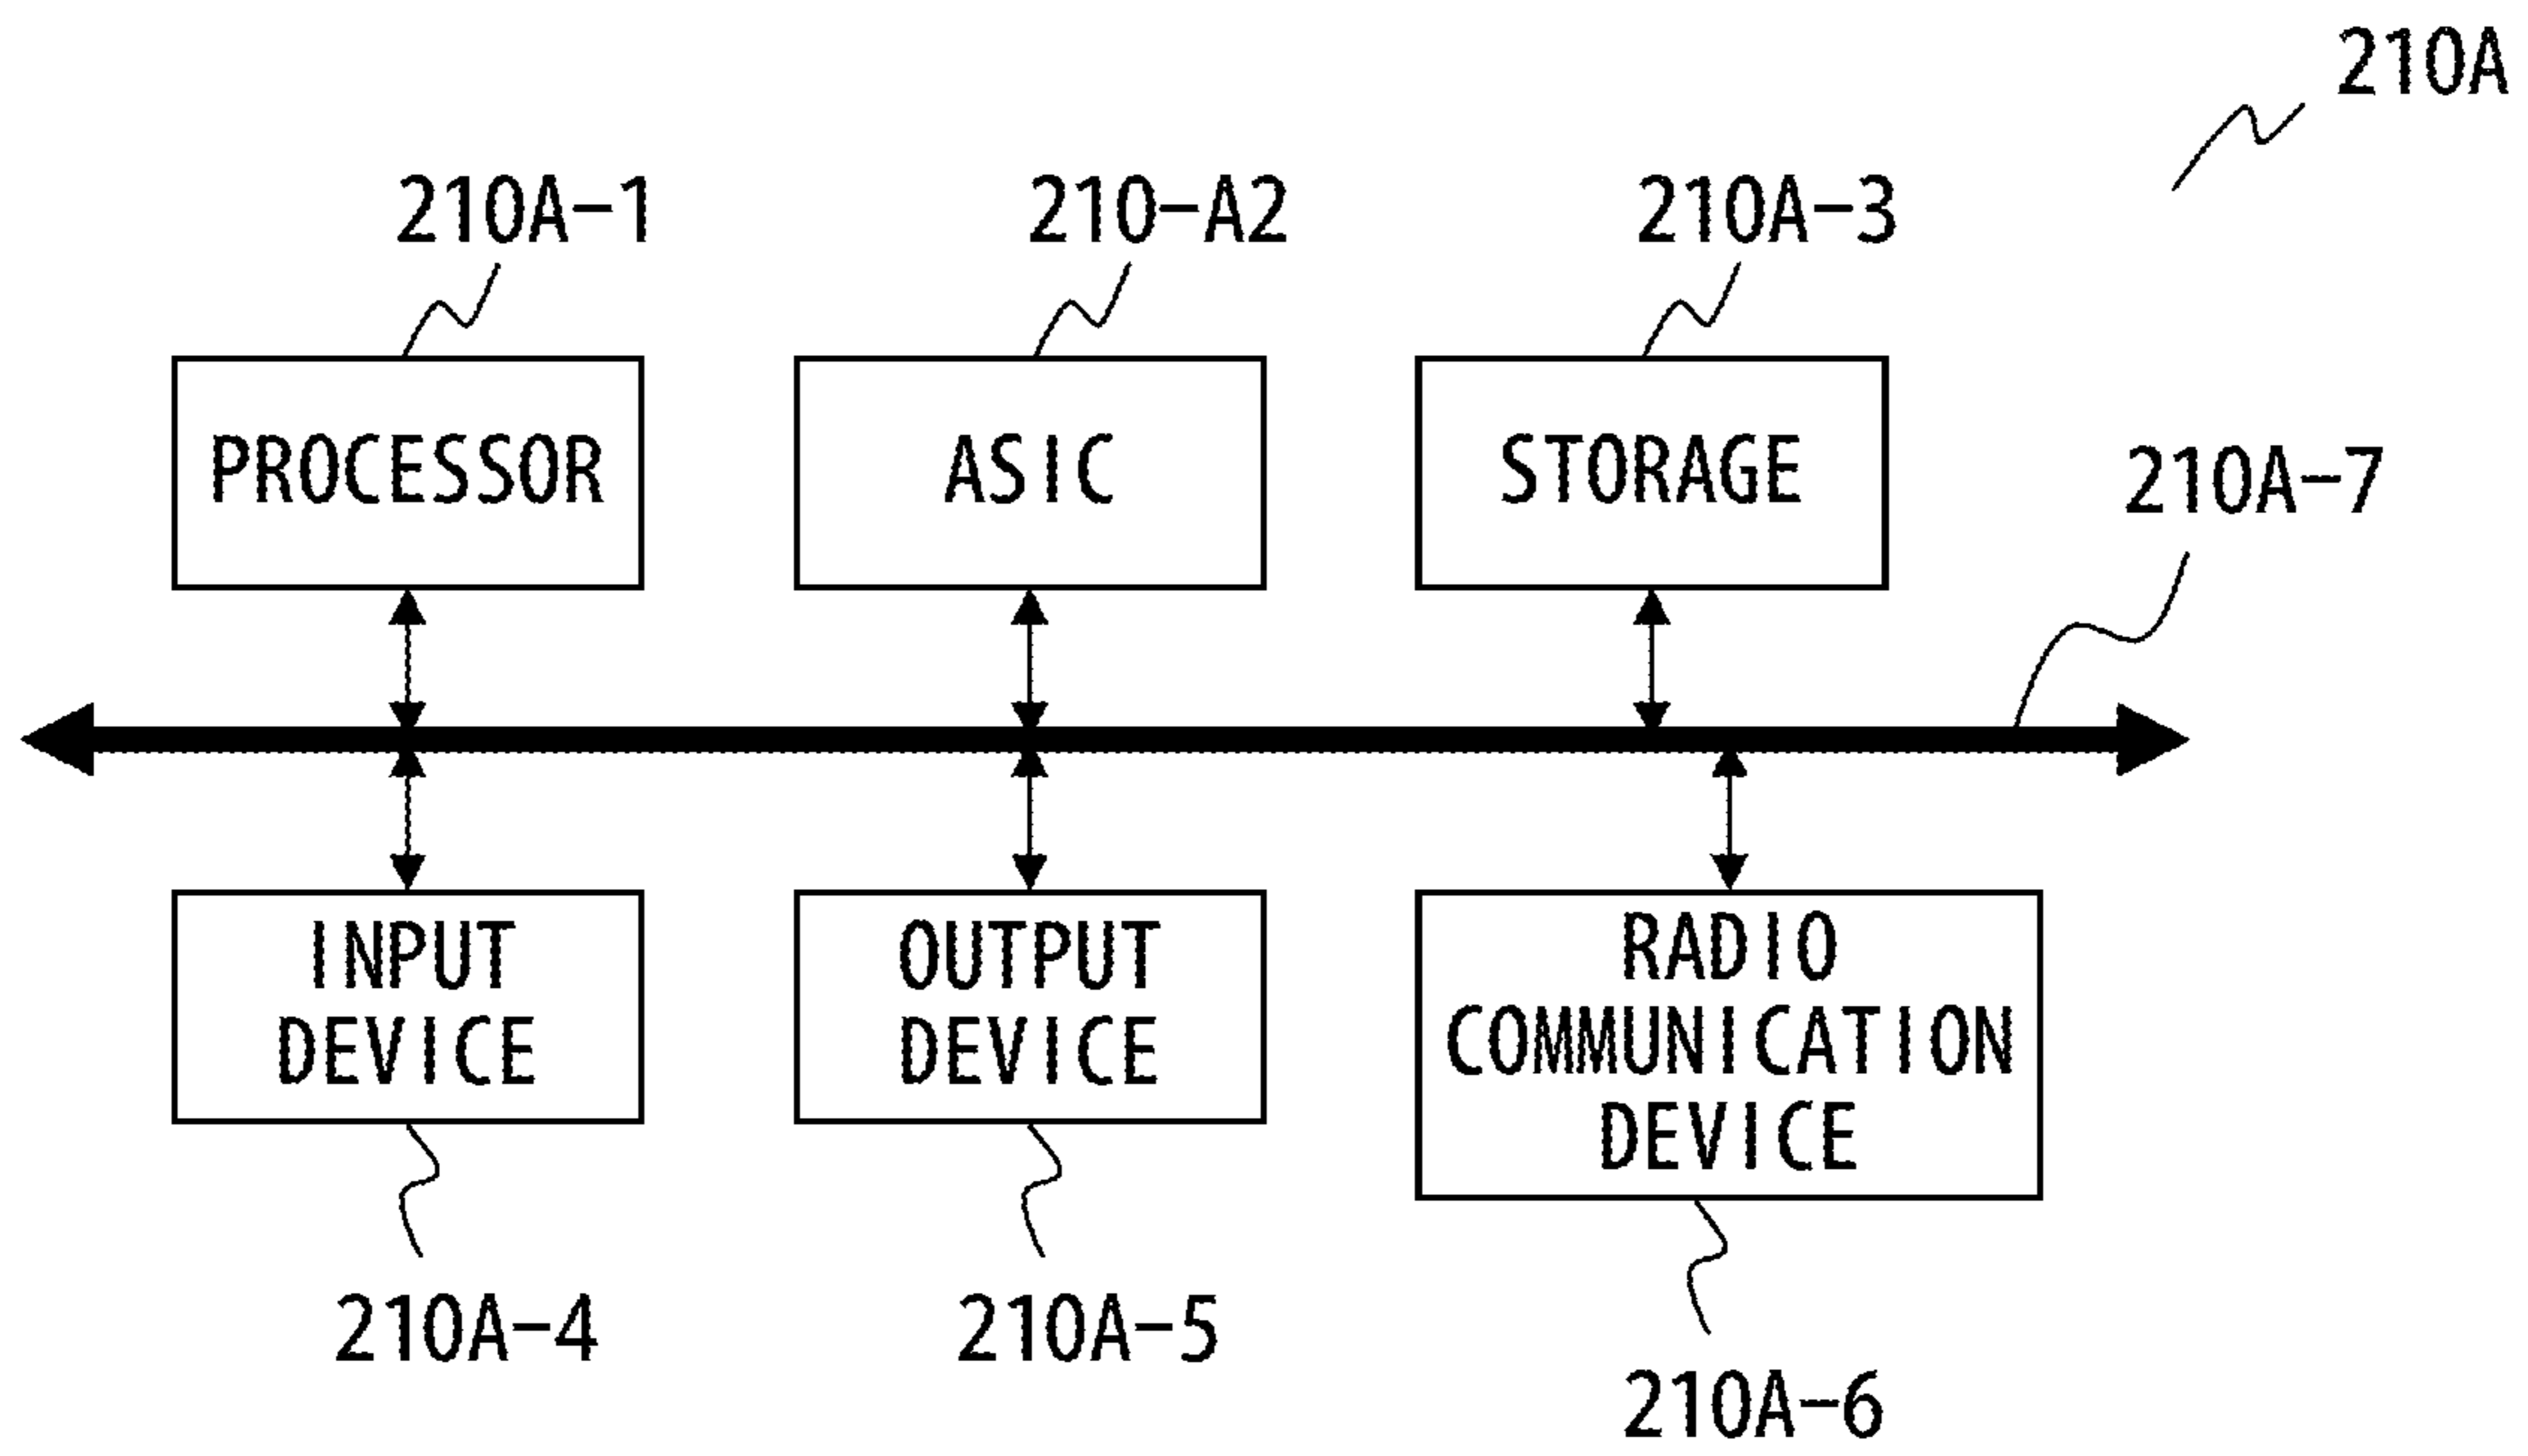 210A
210A-1
210-A2
210A-3
PROCESSOR
ASIC
STORAGE
210A-7
INPUT
DEVICE
OUTPUT
DEVICE
RADIO
COMMUNICATION
DEVICE
210A-4
210A-5
210A-6